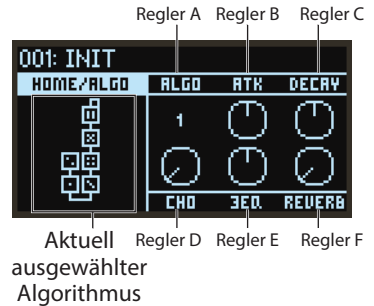 Regler A Regler B Regler C
001: INIT
HOME/ALGO ALGO ATK DECAY
1
CHO 3EQ. REVERB
Aktuell ausgewählter Algorithmus
Regler D Regler E Regler F